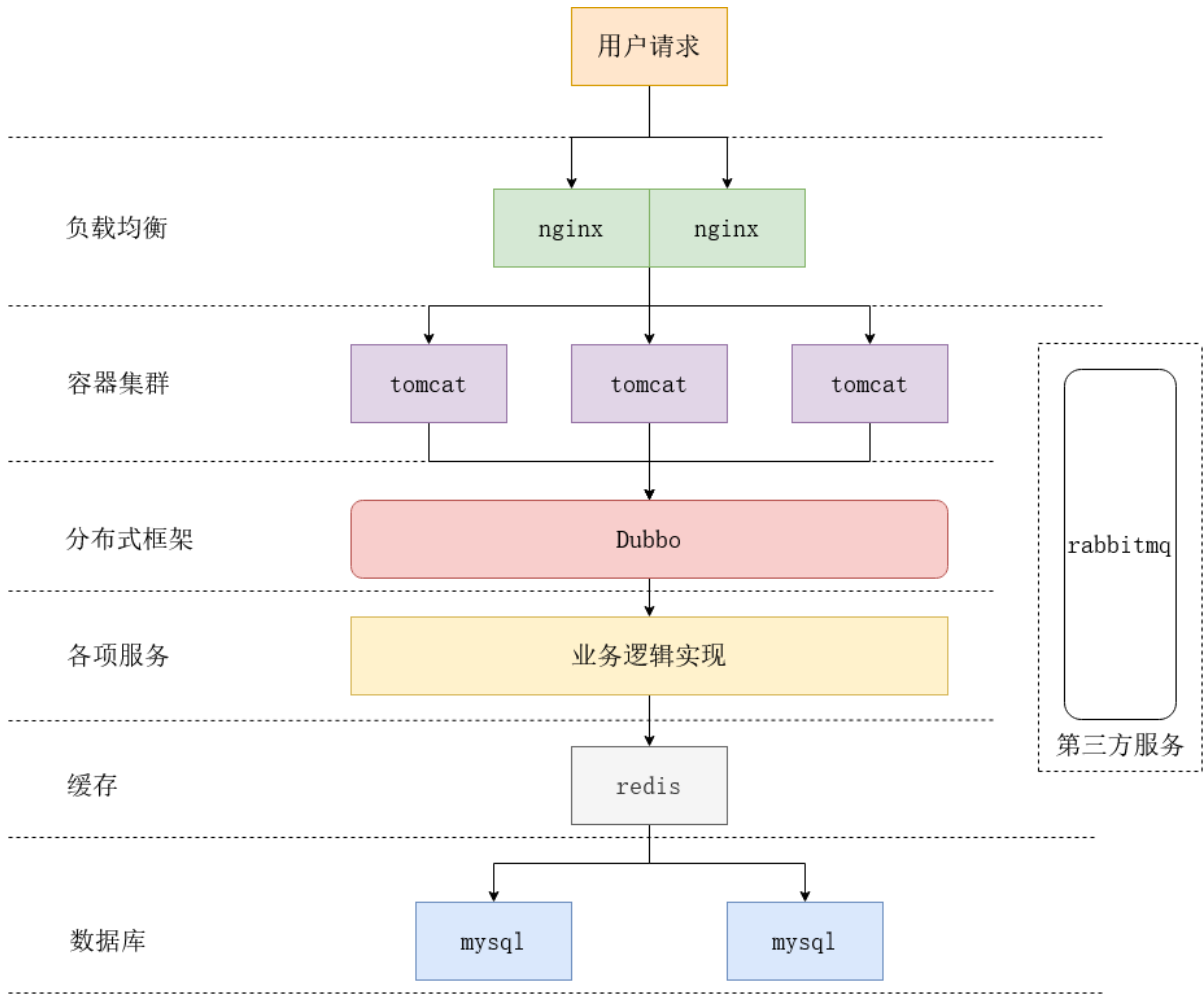 用户请求
负载均衡
nginx
nginx
容器集群
tomcat
tomcat
tomcat
分布式框架
Dubbo
rabbitmq
各项服务
业务逻辑实现
第三方服务
缓存
redis
数据库
mysql
mysql